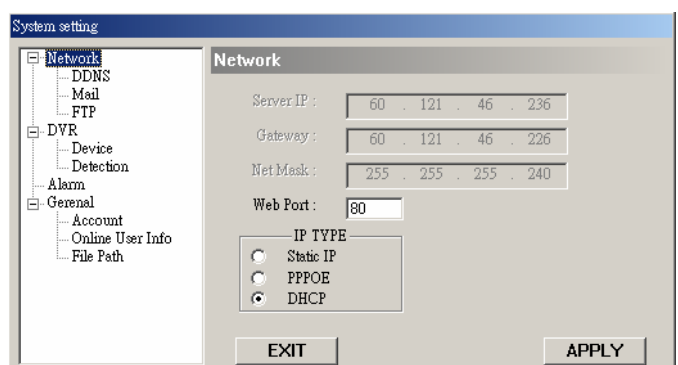 System setting
Network
DDNS
Mail
FTP
DVR
Device
Detection
Alarm
Gerenal
Account
Online User Info
File Path
Network
Server IP : 60 . 121 . 46 . 236
Gateway : 60 . 121 . 46 . 226
Net Mask : 255 . 255 . 255 . 240
Web Port : 80
IP TYPE
Static IP
PPPOE
DHCP
EXIT APPLY